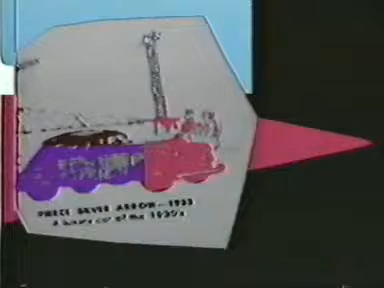 PIERCE SILVER ARROW — 1933
A luxury car of the 1930's